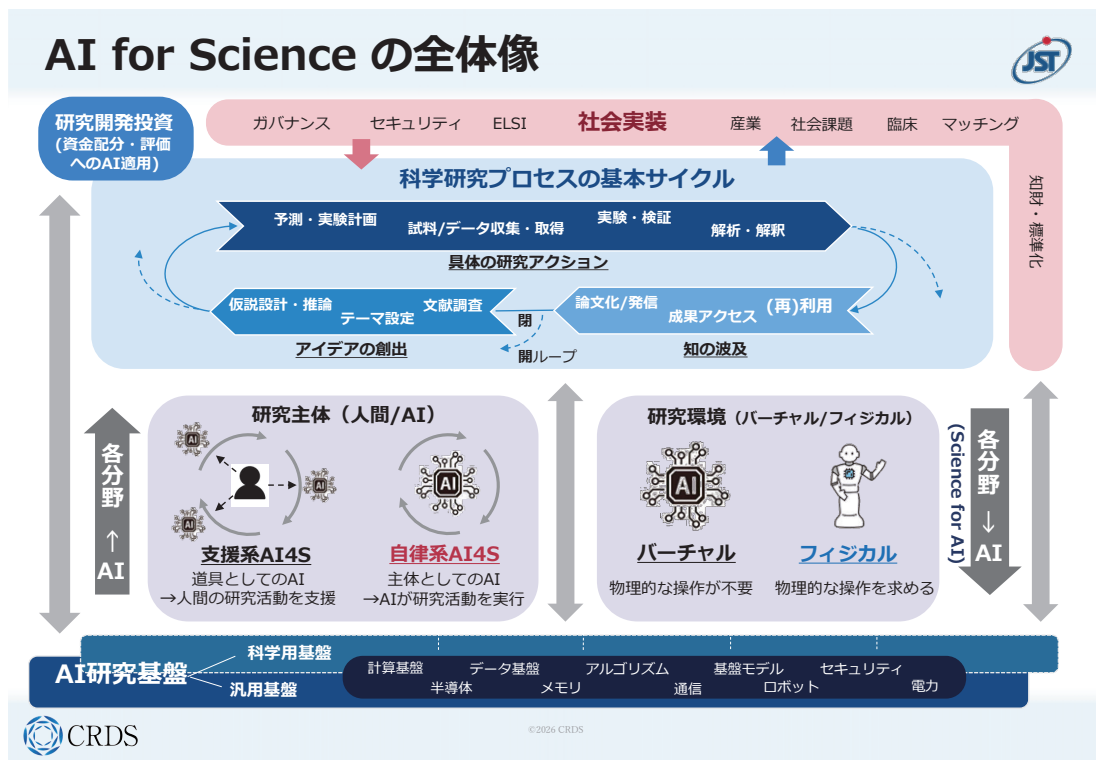 AI for Science の全体像
JST
研究開発投資
(資金配分・評価
へのAI適用)
ガバナンス
セキュリティ
ELSI
社会実装
産業
社会課題
臨床
マッチング
知財・標準化
科学研究プロセスの基本サイクル
予測・実験計画
試料/データ収集・取得
実験・検証
解析・解釈
具体の研究アクション
仮説設計・推論
テーマ設定
文献調査
アイデアの創出
閉
開ループ
論文化/発信
成果アクセス
(再)利用
知の波及
各分野 ↑ AI
研究主体（人間/AI）
AI
AI
AI
AI
支援系AI4S
道具としてのAI
→人間の研究活動を支援
自律系AI4S
主体としてのAI
→AIが研究活動を実行
研究環境（バーチャル/フィジカル）
AI
バーチャル
物理的な操作が不要
フィジカル
物理的な操作を求める
(Science for AI)
各分野 ↓ AI
AI研究基盤
科学用基盤
汎用基盤
計算基盤
データ基盤
アルゴリズム
基盤モデル
セキュリティ
半導体
メモリ
通信
ロボット
電力
CRDS
©2026 CRDS